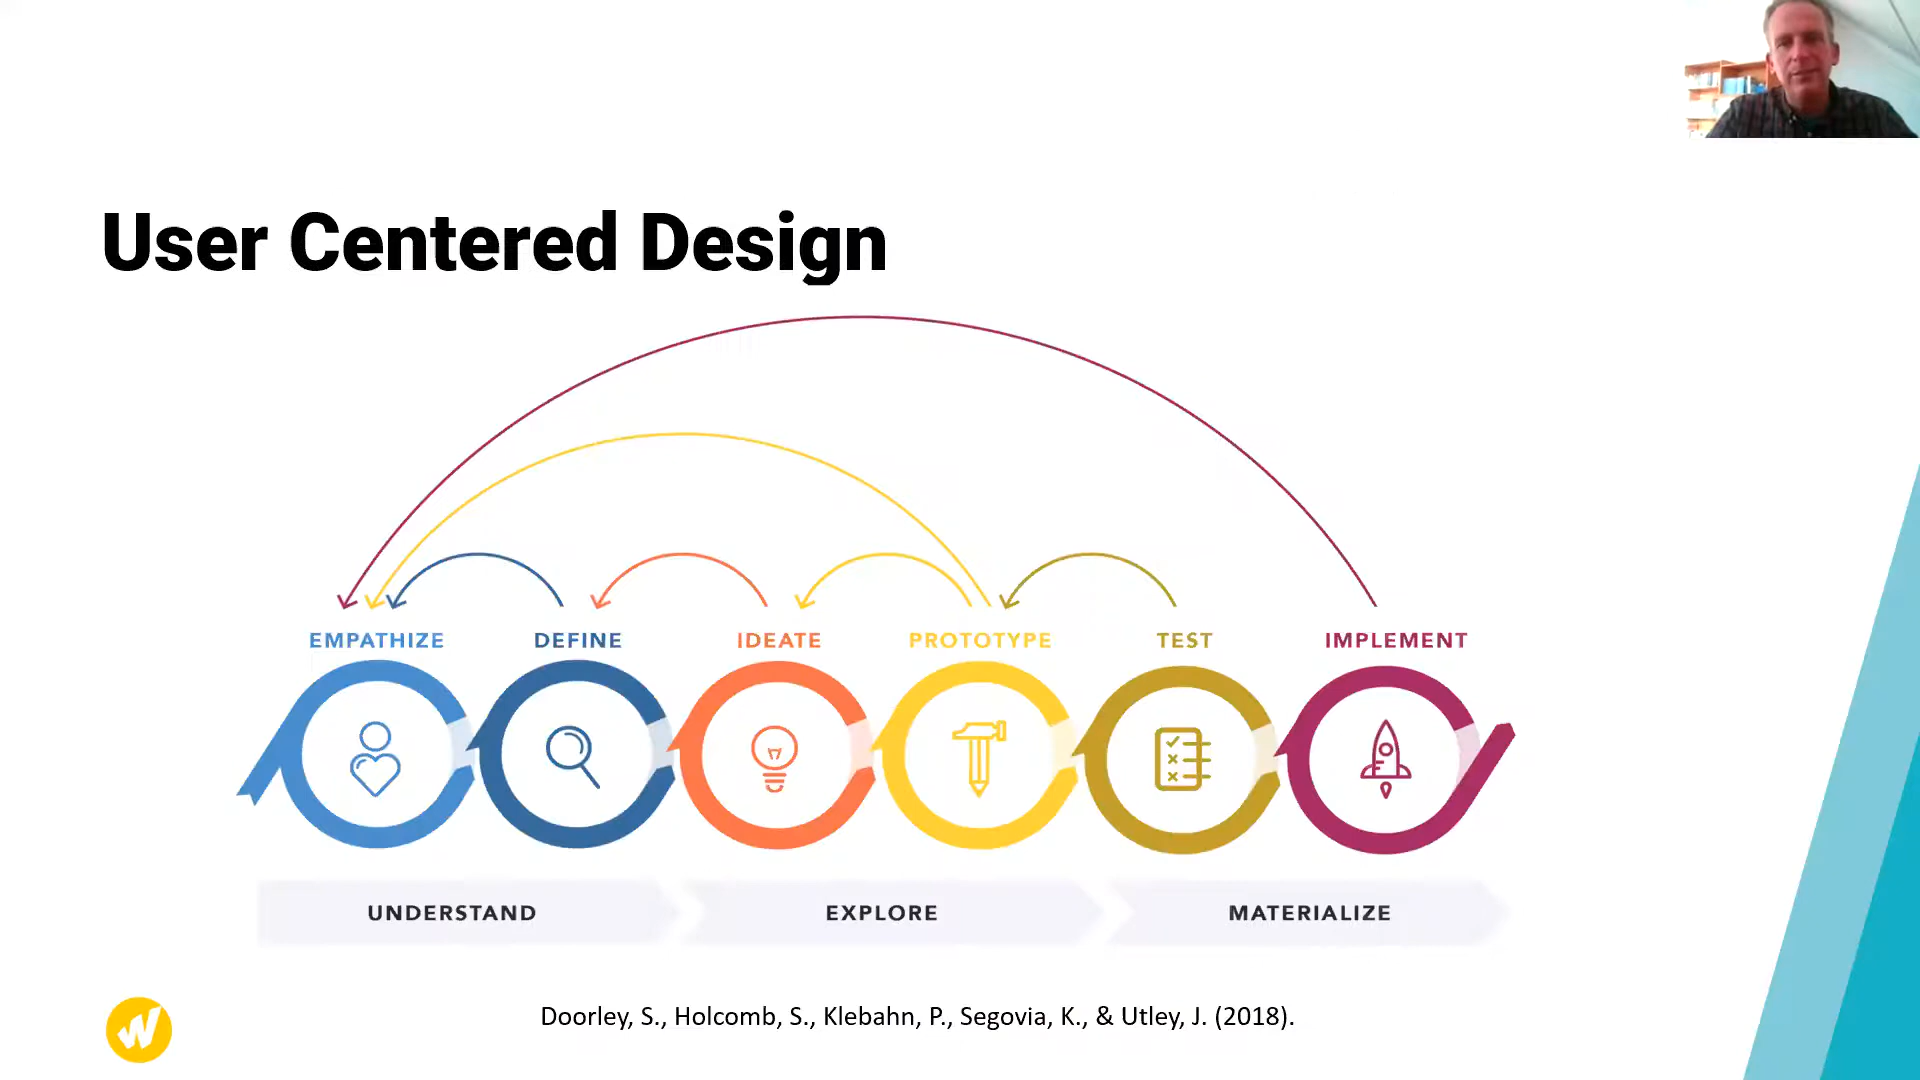 User Centered Design
EMPATHIZE
DEFINE
IDEATE
PROTOTYPE
TEST
IMPLEMENT
UNDERSTAND
EXPLORE
MATERIALIZE
W
Doorley, S., Holcomb, S., Klebahn, P., Segovia, K., & Utley, J. (2018).